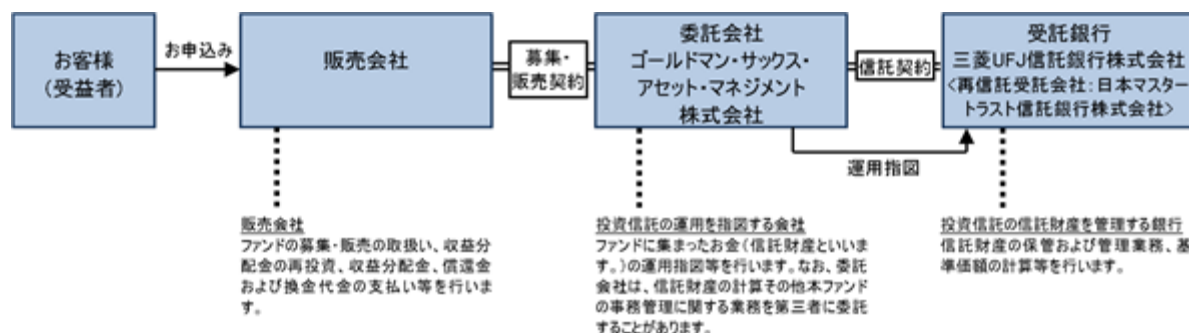 お客様
(受益者)
お申込み
販売会社
募集・
販売契約
委託会社
ゴールドマン・サックス・
アセット・マネジメント
株式会社
信託契約
受託銀行
三菱UFJ信託銀行株式会社
<再信託受託会社:日本マスター
トラスト信託銀行株式会社>
運用指図
販売会社
ファンドの募集・販売の取扱い、収益分
配金の再投資、収益分配金、償還金
および換金代金の支払い等を行いま
す。
投資信託の運用を指図する会社
ファンドに集まったお金(信託財産といいま
す。)の運用指図等を行います。なお、委託
会社は、信託財産の計算その他本ファンド
の事務管理に関する業務を第三者に委託
することがあります。
投資信託の信託財産を管理する銀行
信託財産の保管および管理業務、基
準価額の計算等を行います。